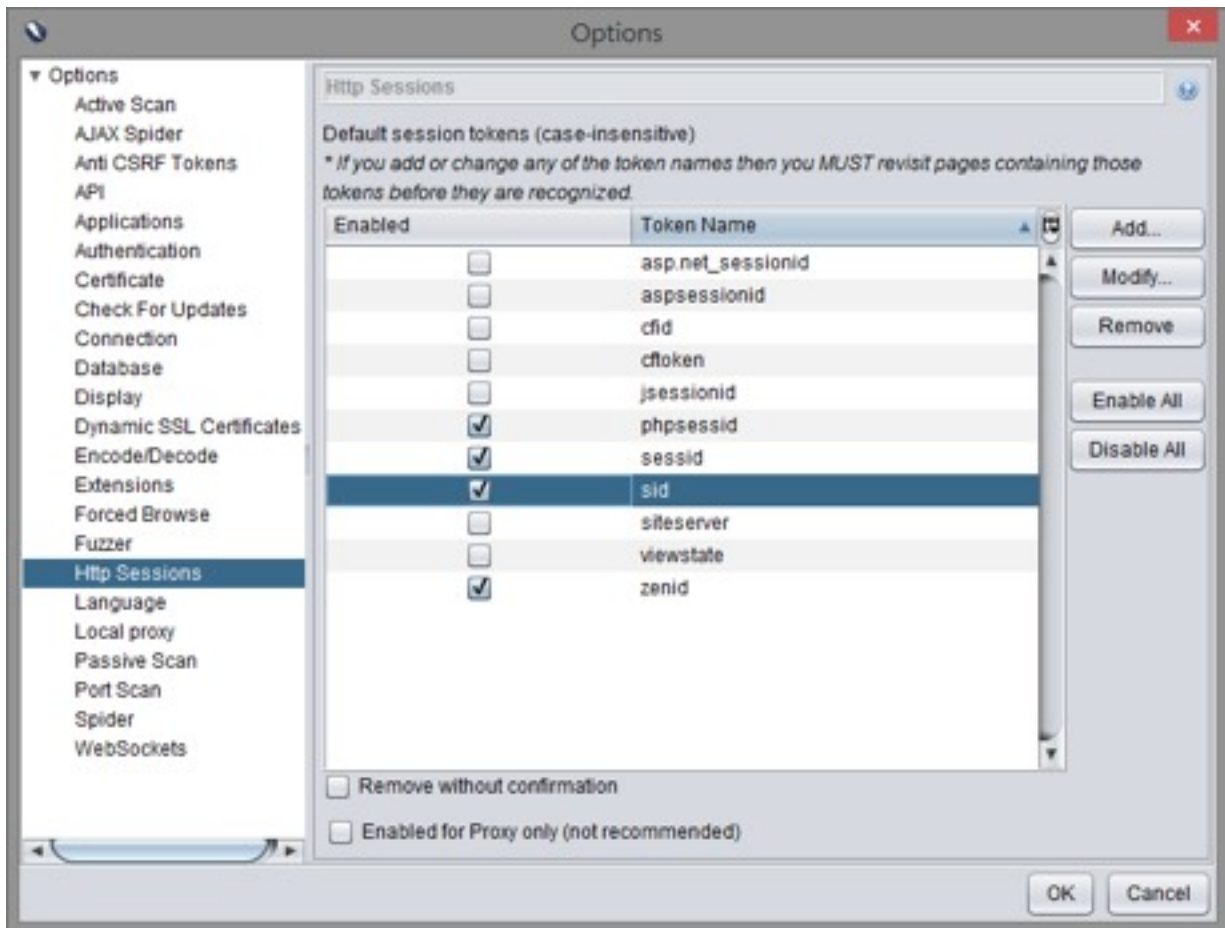 Options
Options
Active Scan
AJAX Spider
Anti CSRF Tokens
API
Applications
Authentication
Certificate
Check For Updates
Connection
Database
Display
Dynamic SSL Certificates
Encode/Decode
Extensions
Forced Browse
Fuzzer
Http Sessions
Language
Local proxy
Passive Scan
Port Scan
Spider
WebSockets
Http Sessions
Default session tokens (case-insensitive)
* If you add or change any of the token names then you MUST revisit pages containing those
tokens before they are recognized.
Enabled Token Name
asp.net_sessionid
aspsessionid
cfid
cftoken
jsessionid
phpsessid
sessid
sid
siteserver
viewstate
zenid
Add...
Modify...
Remove
Enable All
Disable All
Remove without confirmation
Enabled for Proxy only (not recommended)
OK Cancel